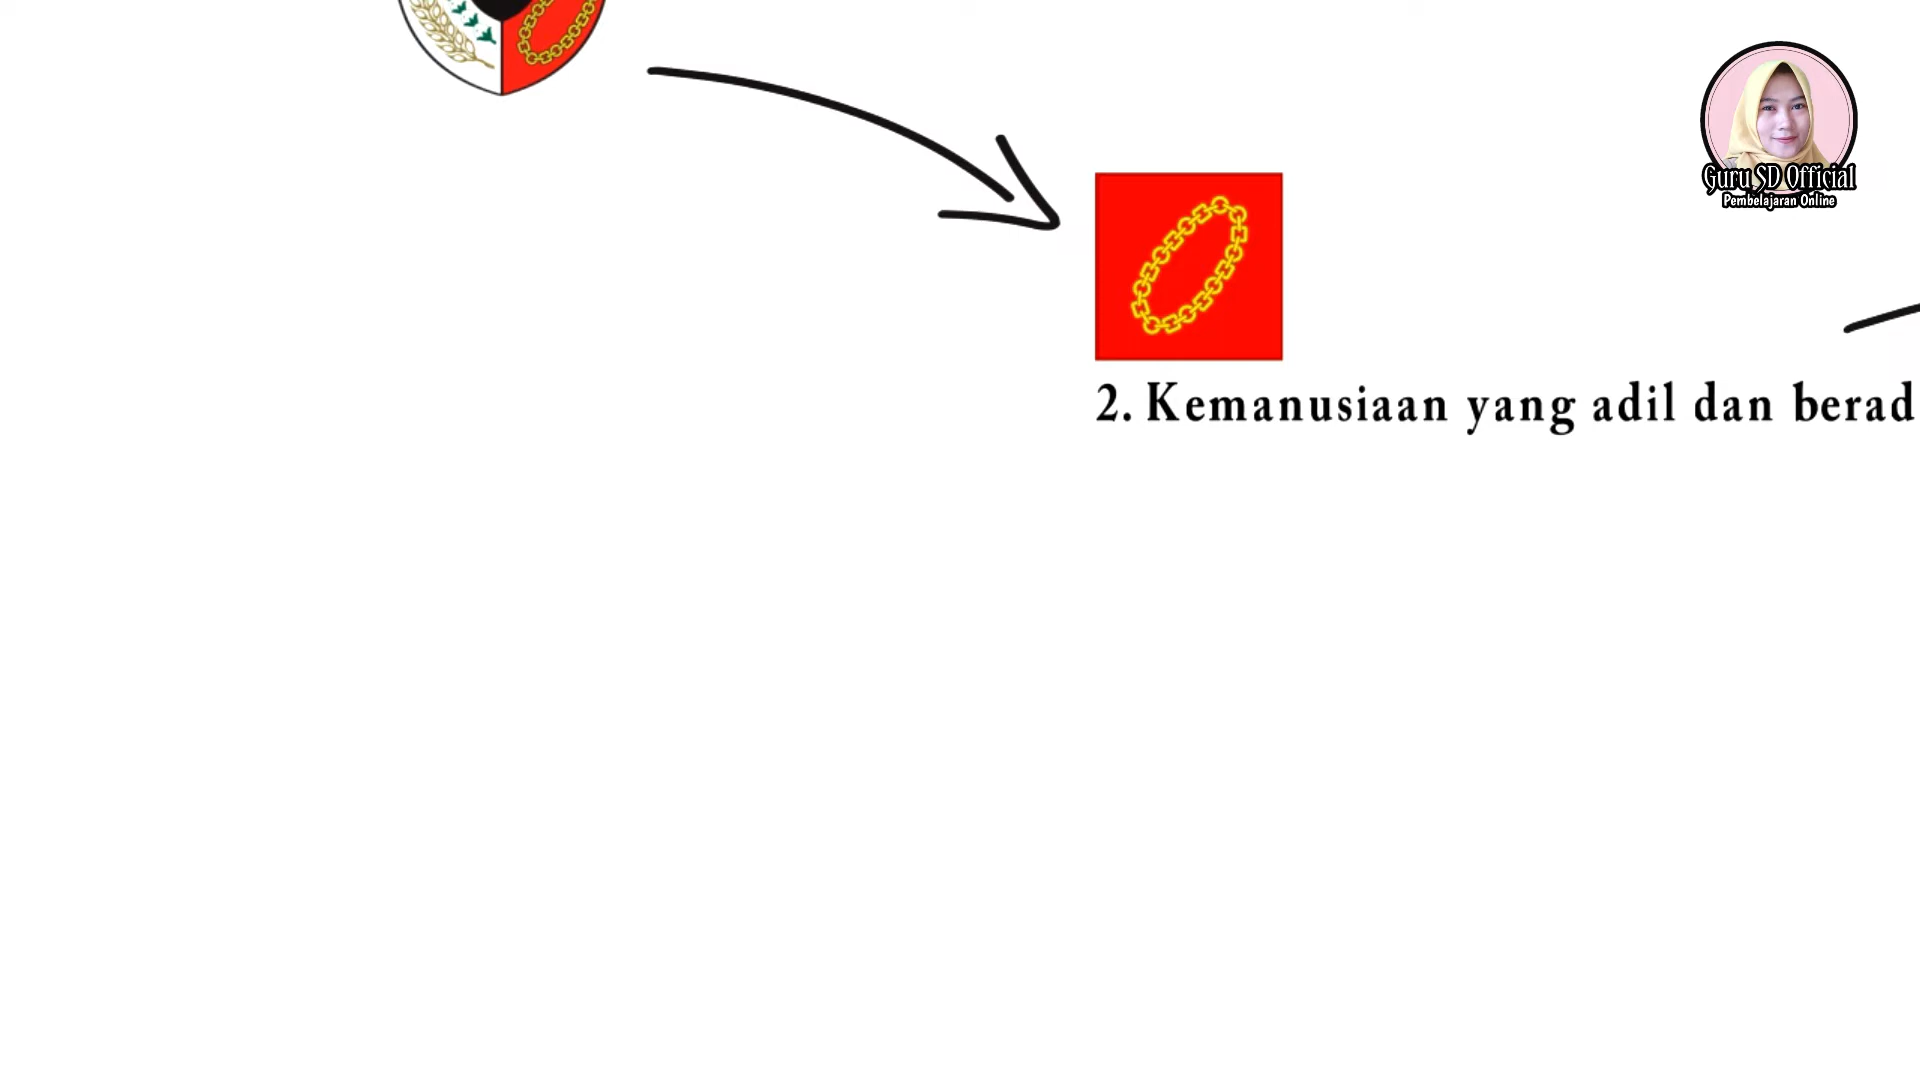 Guru SD Official
Pembelajaran Online
2. Kemanusiaan yang adil dan berad